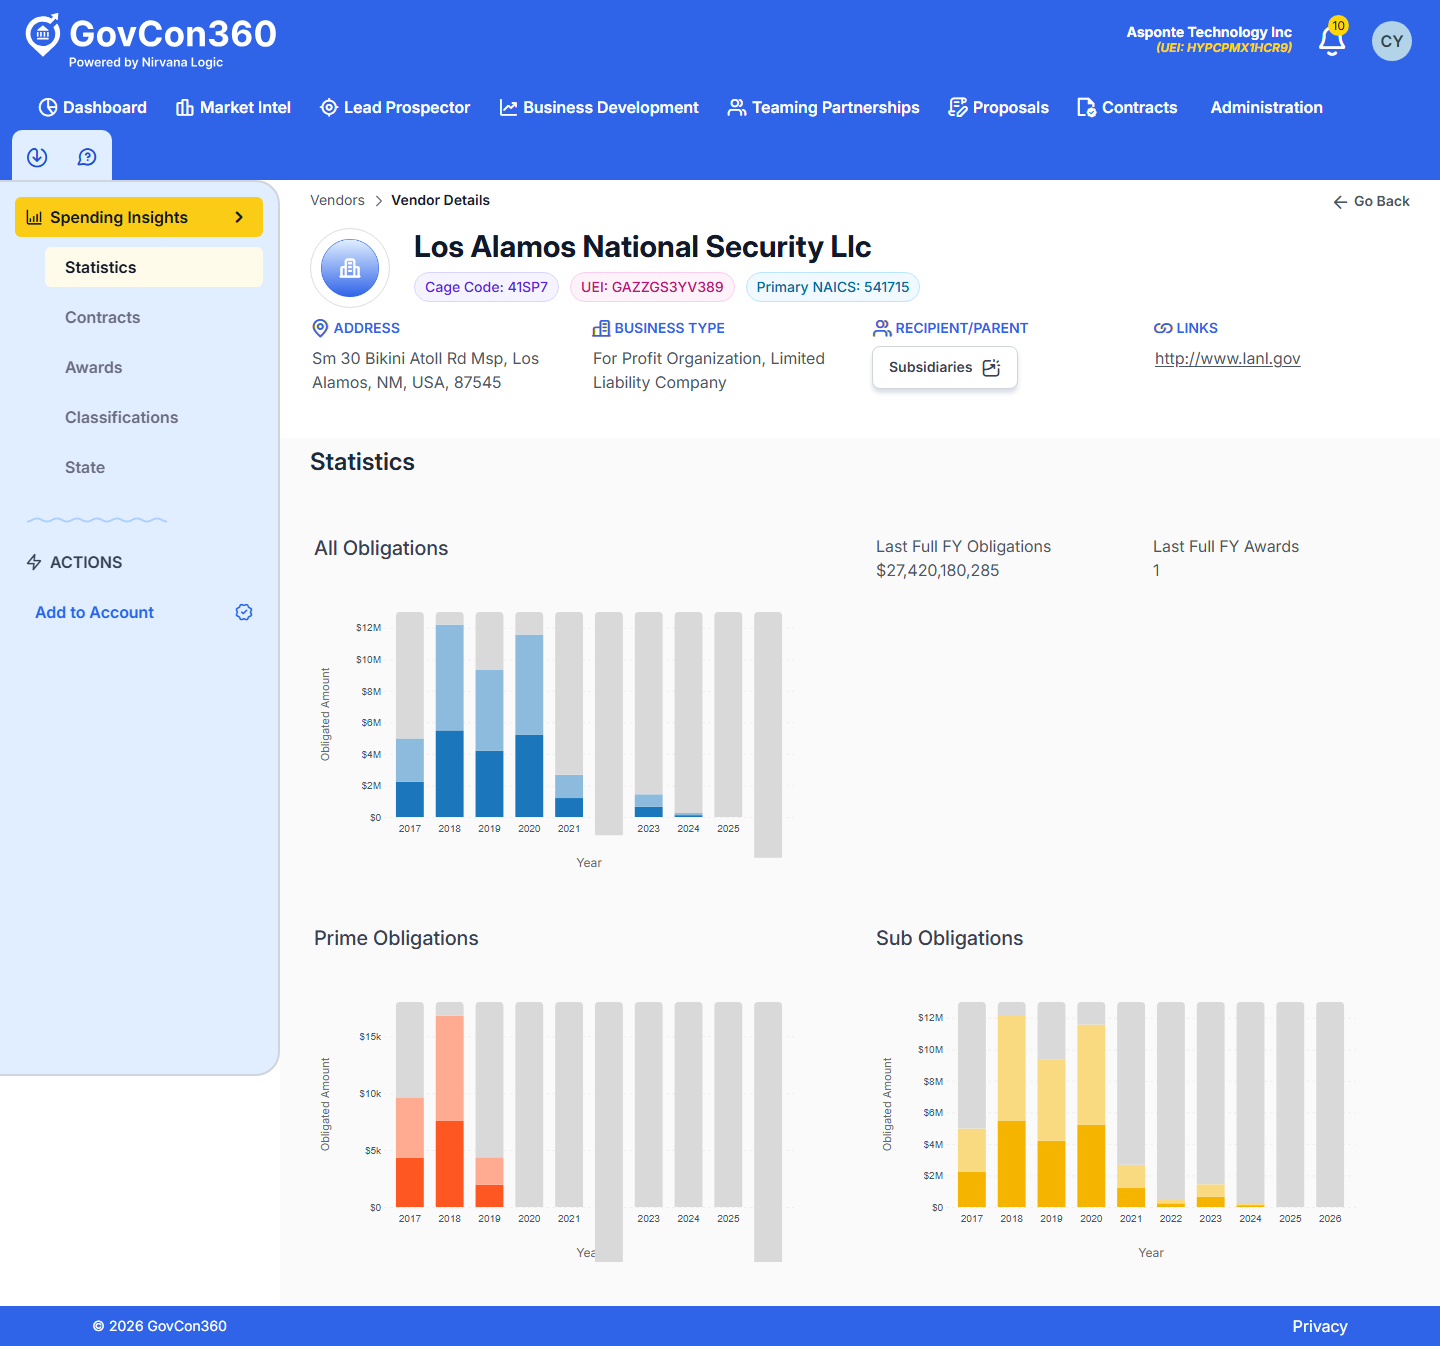 GovCon360
Powered by Nirvana Logic
Asponte Technology Inc
(UEI: HYPCPMX1HCR9)
10
CY
Dashboard
Market Intel
Lead Prospector
Business Development
Teaming Partnerships
Proposals
Contracts
Administration
Spending Insights
Statistics
Contracts
Awards
Classifications
State
ACTIONS
Add to Account
Vendors
Vendor Details
Go Back
Los Alamos National Security Llc
Cage Code: 41SP7
UEI: GAZZGS3YV389
Primary NAICS: 541715
ADDRESS
Sm 30 Bikini Atoll Rd Msp, Los
Alamos, NM, USA, 87545
BUSINESS TYPE
For Profit Organization, Limited
Liability Company
RECIPIENT/PARENT
Subsidiaries
LINKS
http://www.lanl.gov
Statistics
All Obligations
Last Full FY Obligations
$27,420,180,285
Last Full FY Awards
1
Obligated Amount
$12M
$10M
$8M
$6M
$4M
$2M
$0
2017 2018 2019 2020 2021 2023 2024 2025
Year
Prime Obligations
Obligated Amount
$15k
$10k
$5k
$0
2017 2018 2019 2020 2021 2023 2024 2025
Yea
Sub Obligations
Obligated Amount
$12M
$10M
$8M
$6M
$4M
$2M
$0
2017 2018 2019 2020 2021 2022 2023 2024 2025 2026
Year
© 2026 GovCon360
Privacy